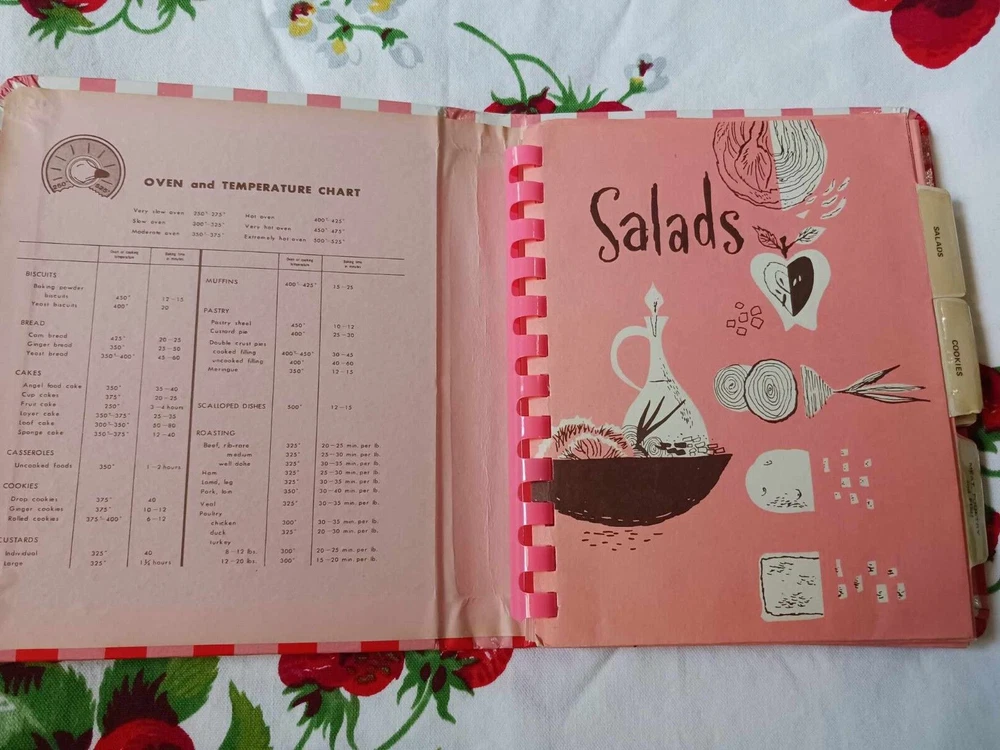 250° 525°
OVEN and TEMPERATURE CHART
Very slow oven 250°-275° Hot oven 400°-425°
Slow oven 300°-325° Very hot oven 450°-475°
Moderate oven 350°-375° Extremely hot oven 500°-525°
BISCUITS
Baking powder
biscuits 450° 12-15
Yeast biscuits 400° 20
BREAD
Corn bread 425° 20-25
Ginger bread 350° 25-50
Yeast bread 350°-400° 45-60
CAKES
Angel food cake 350° 35-40
Cup cakes 375° 20-25
Fruit cake 250° 3-4 hours
Layer cake 350°-375° 25-35
Loaf cake 300°-350° 50-80
Sponge cake 350°-375° 12-40
CASSEROLES
Uncooked foods 350° 1-2 hours
COOKIES
Drop cookies 375° 40
Ginger cookies 375° 10-12
Rolled cookies 375°-400° 6-12
CUSTARDS
Individual 325° 40
Large 325° 1½ hours
MUFFINS 400°-425° 15-25
PASTRY
Pastry shell 450° 10-12
Custard pie 400° 25-30
Double crust pies
cooked filling 400°-450° 30-45
uncooked filling 400° 40-60
Meringue 350° 12-15
SCALLOPED DISHES 500° 12-15
ROASTING
Beef, rib-rare 325° 20-25 min. per lb.
medium 325° 25-30 min. per lb.
well done 325° 30-35 min. per lb.
Ham 325° 25-30 min. per lb.
Lamb, leg 325° 30-35 min. per lb.
Pork, loin 350° 30-40 min. per lb.
Veal 325° 30-35 min. per lb.
Poultry
chicken 300° 30-35 min. per lb.
duck 325° 20-30 min. per lb.
turkey
8-12 lbs. 300° 20-25 min. per lb.
12-20 lbs. 300° 15-20 min. per lb.
Salads
SALADS
COOKIES